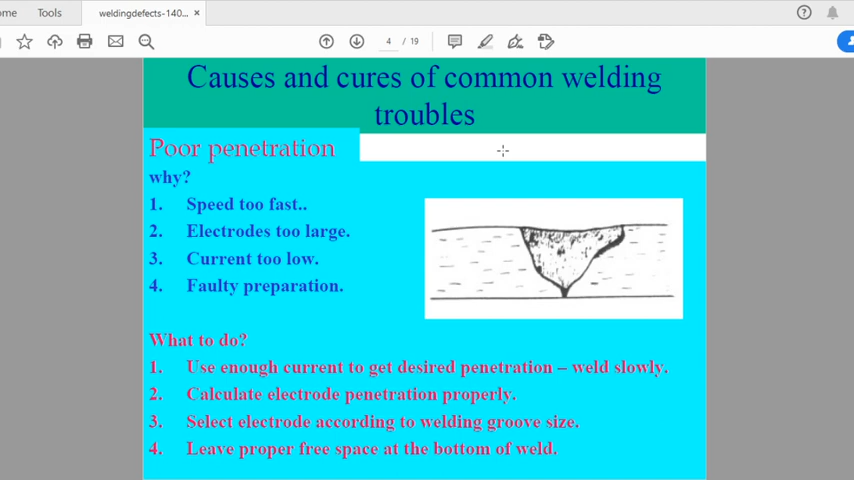 ome Tools weldingdefects-140... ×
4 / 19
Causes and cures of common welding
troubles
Poor penetration
why?
1. Speed too fast..
2. Electrodes too large.
3. Current too low.
4. Faulty preparation.
What to do?
1. Use enough current to get desired penetration – weld slowly.
2. Calculate electrode penetration properly.
3. Select electrode according to welding groove size.
4. Leave proper free space at the bottom of weld.